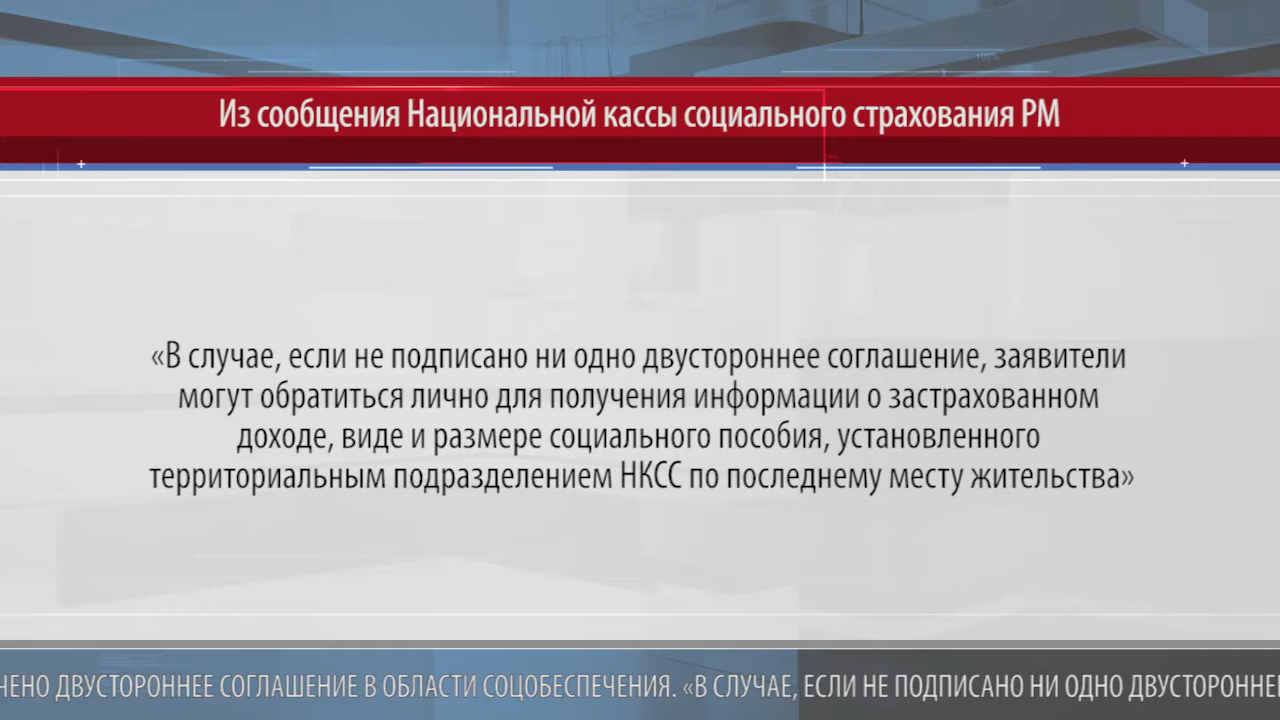 100%
Из сообщения Национальной кассы социального страхования РМ
«В случае, если не подписано ни одно двустороннее соглашение, заявители
могут обратиться лично для получения информации о застрахованном
доходе, виде и размере социального пособия, установленного
территориальным подразделением НКСС по последнему месту жительства»
ЧЕНО ДВУСТОРОННЕЕ СОГЛАШЕНИЕ В ОБЛАСТИ СОЦОБЕСПЕЧЕНИЯ. «В СЛУЧАЕ, ЕСЛИ НЕ ПОДПИСАНО НИ ОДНО ДВУСТОРОННЕ